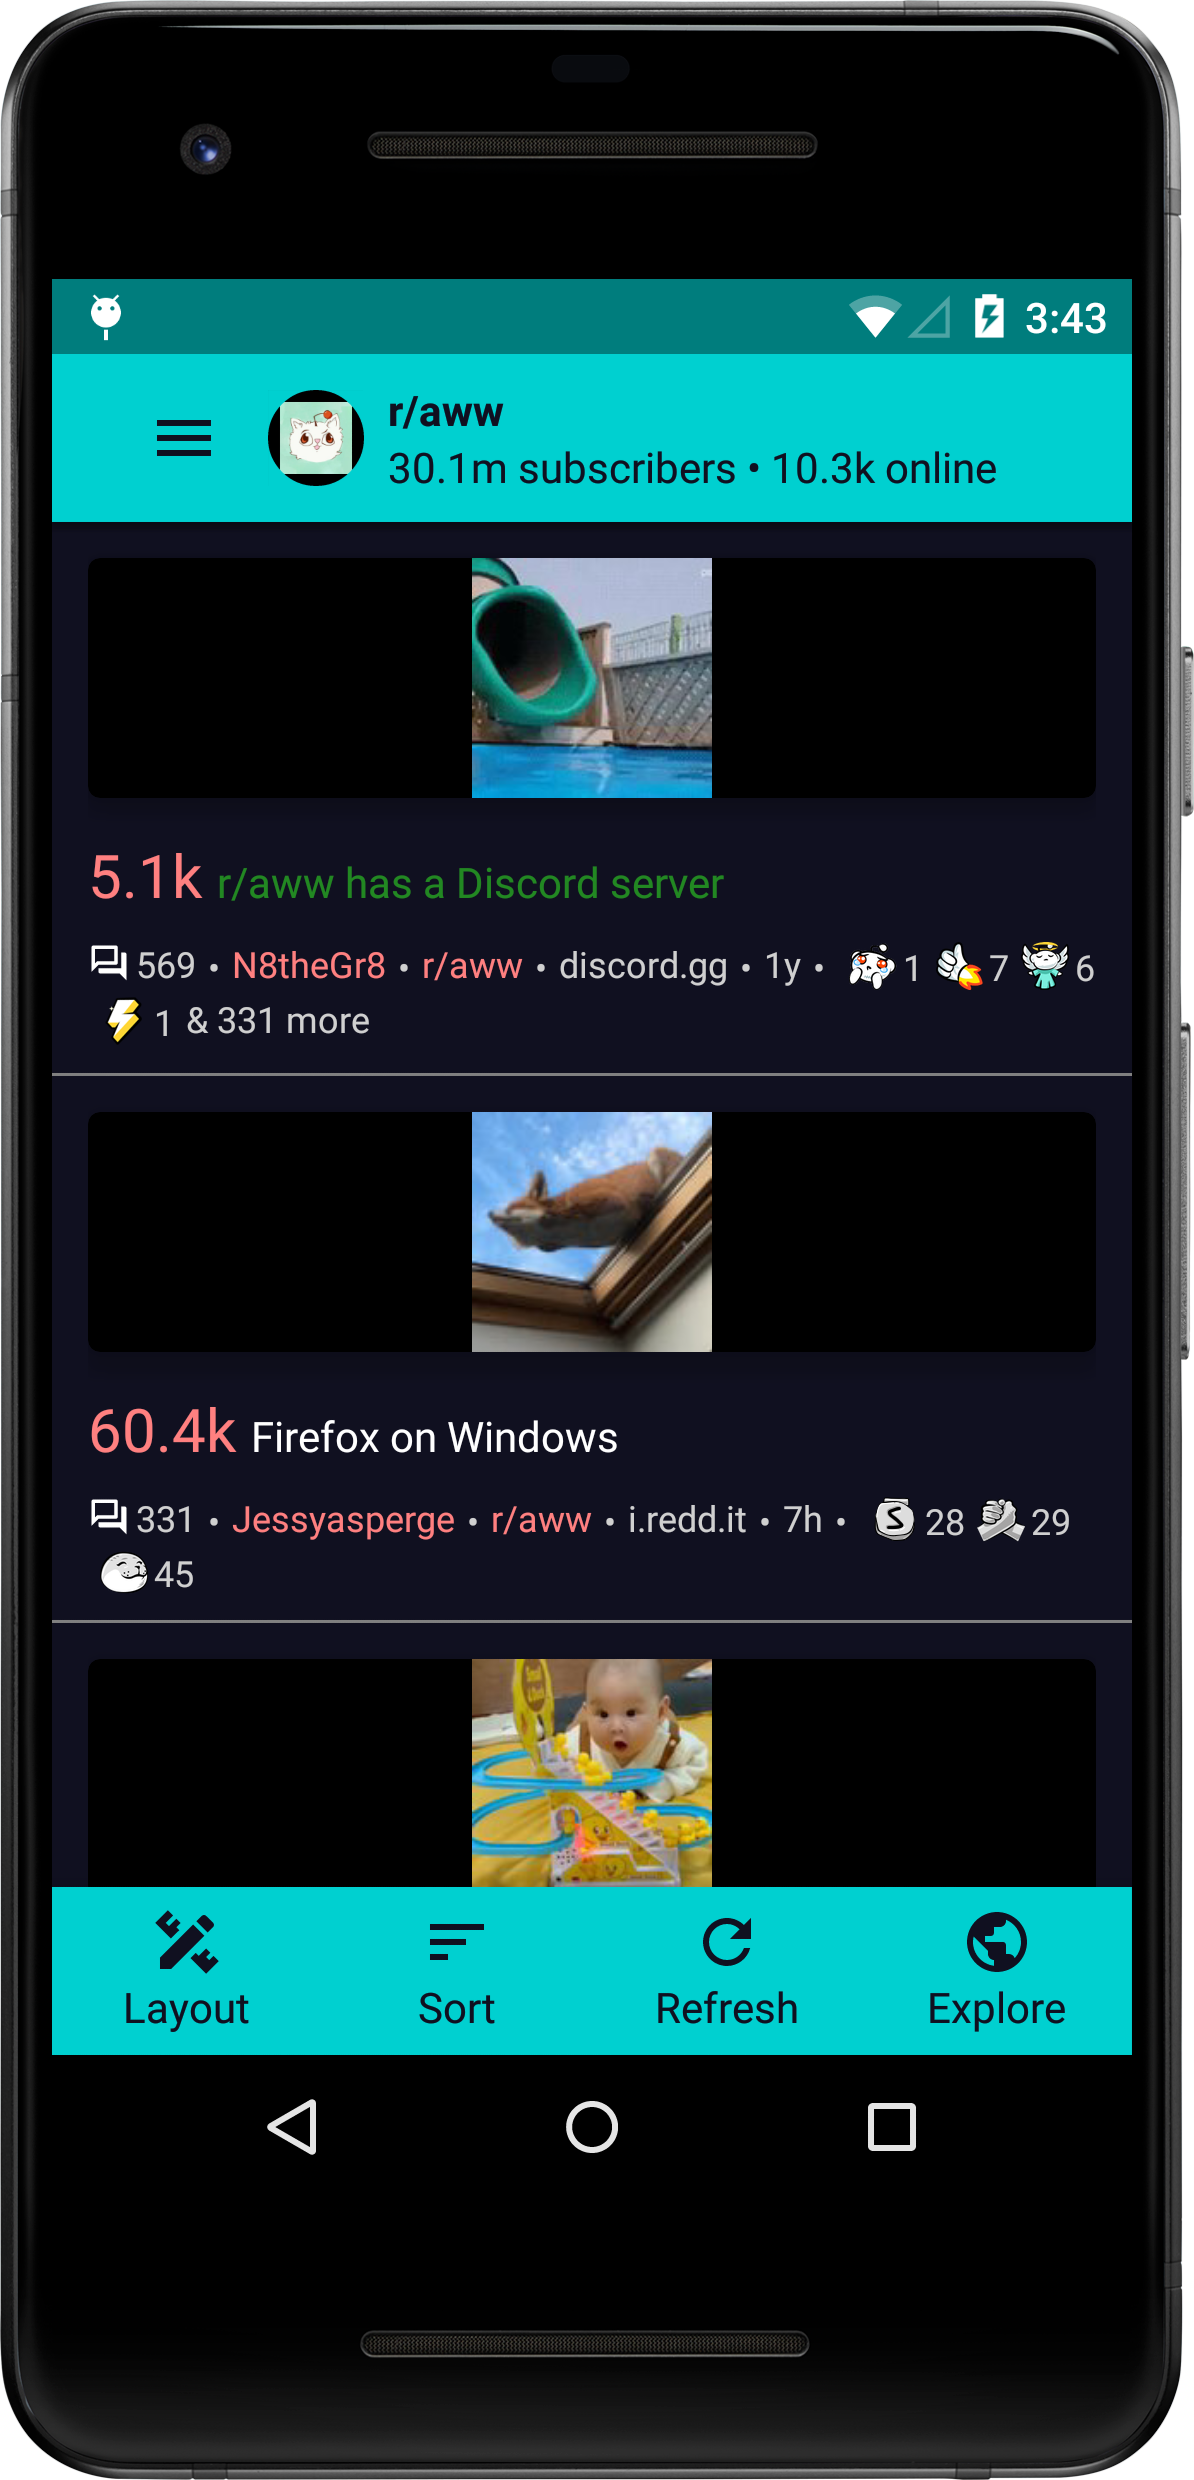 3:43
r/aww
30.1m subscribers • 10.3k online
5.1k r/aww has a Discord server
569 • N8theGr8 • r/aww • discord.gg • 1y • 1 7 6
1 & 331 more
60.4k Firefox on Windows
331 • Jessyasperge • r/aww • i.redd.it • 7h • S 28 29
45
Layout Sort Refresh Explore